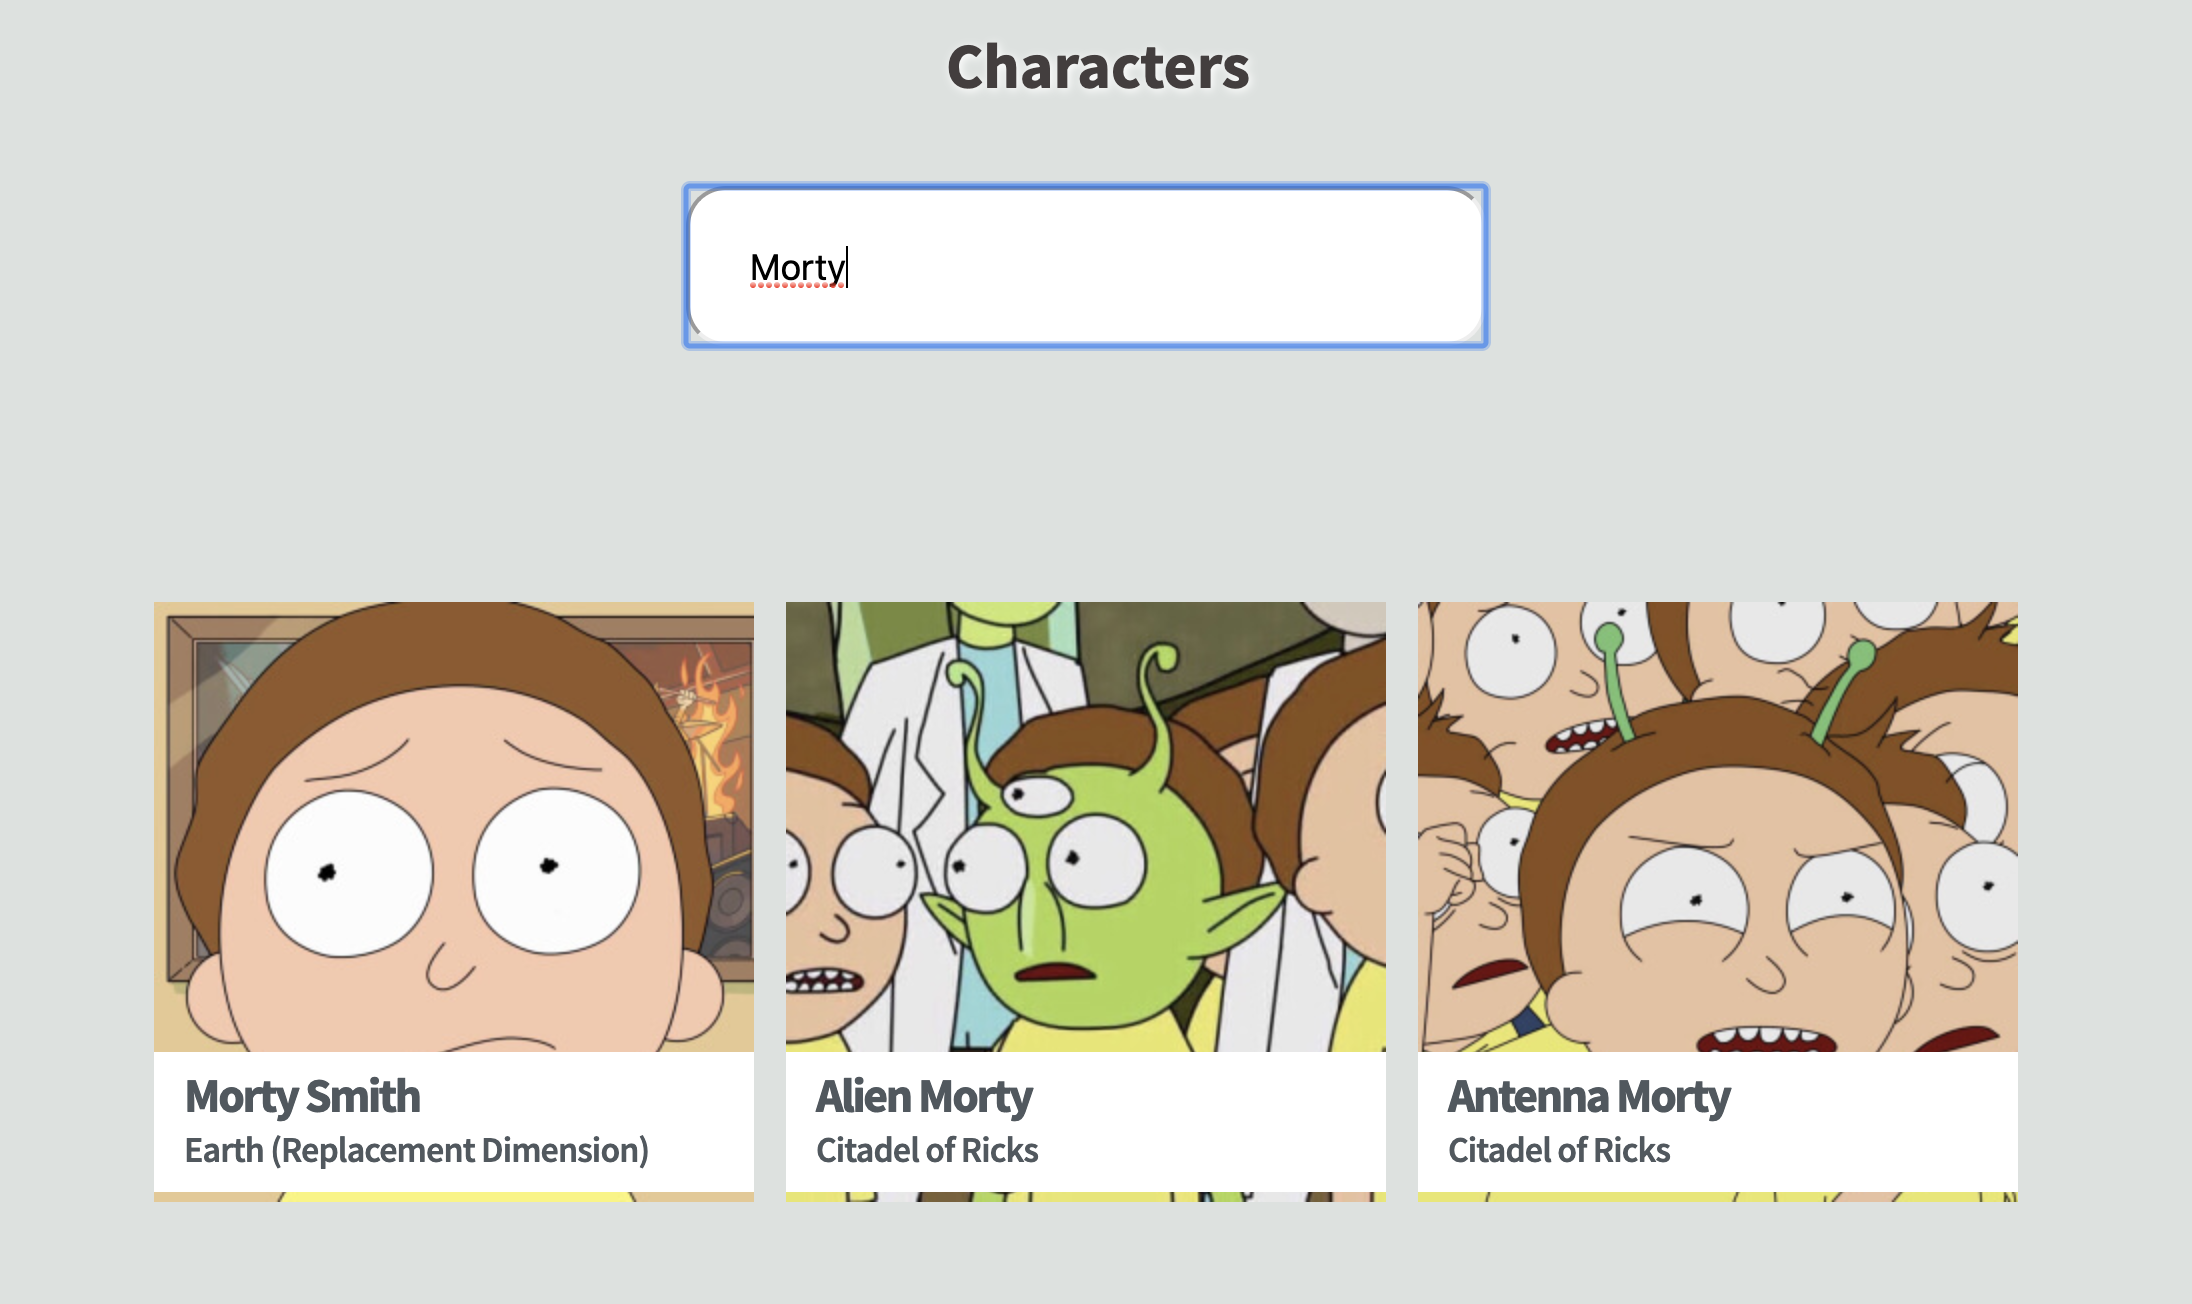 Characters
Morty
Morty Smith
Earth (Replacement Dimension)
Alien Morty
Citadel of Ricks
Antenna Morty
Citadel of Ricks